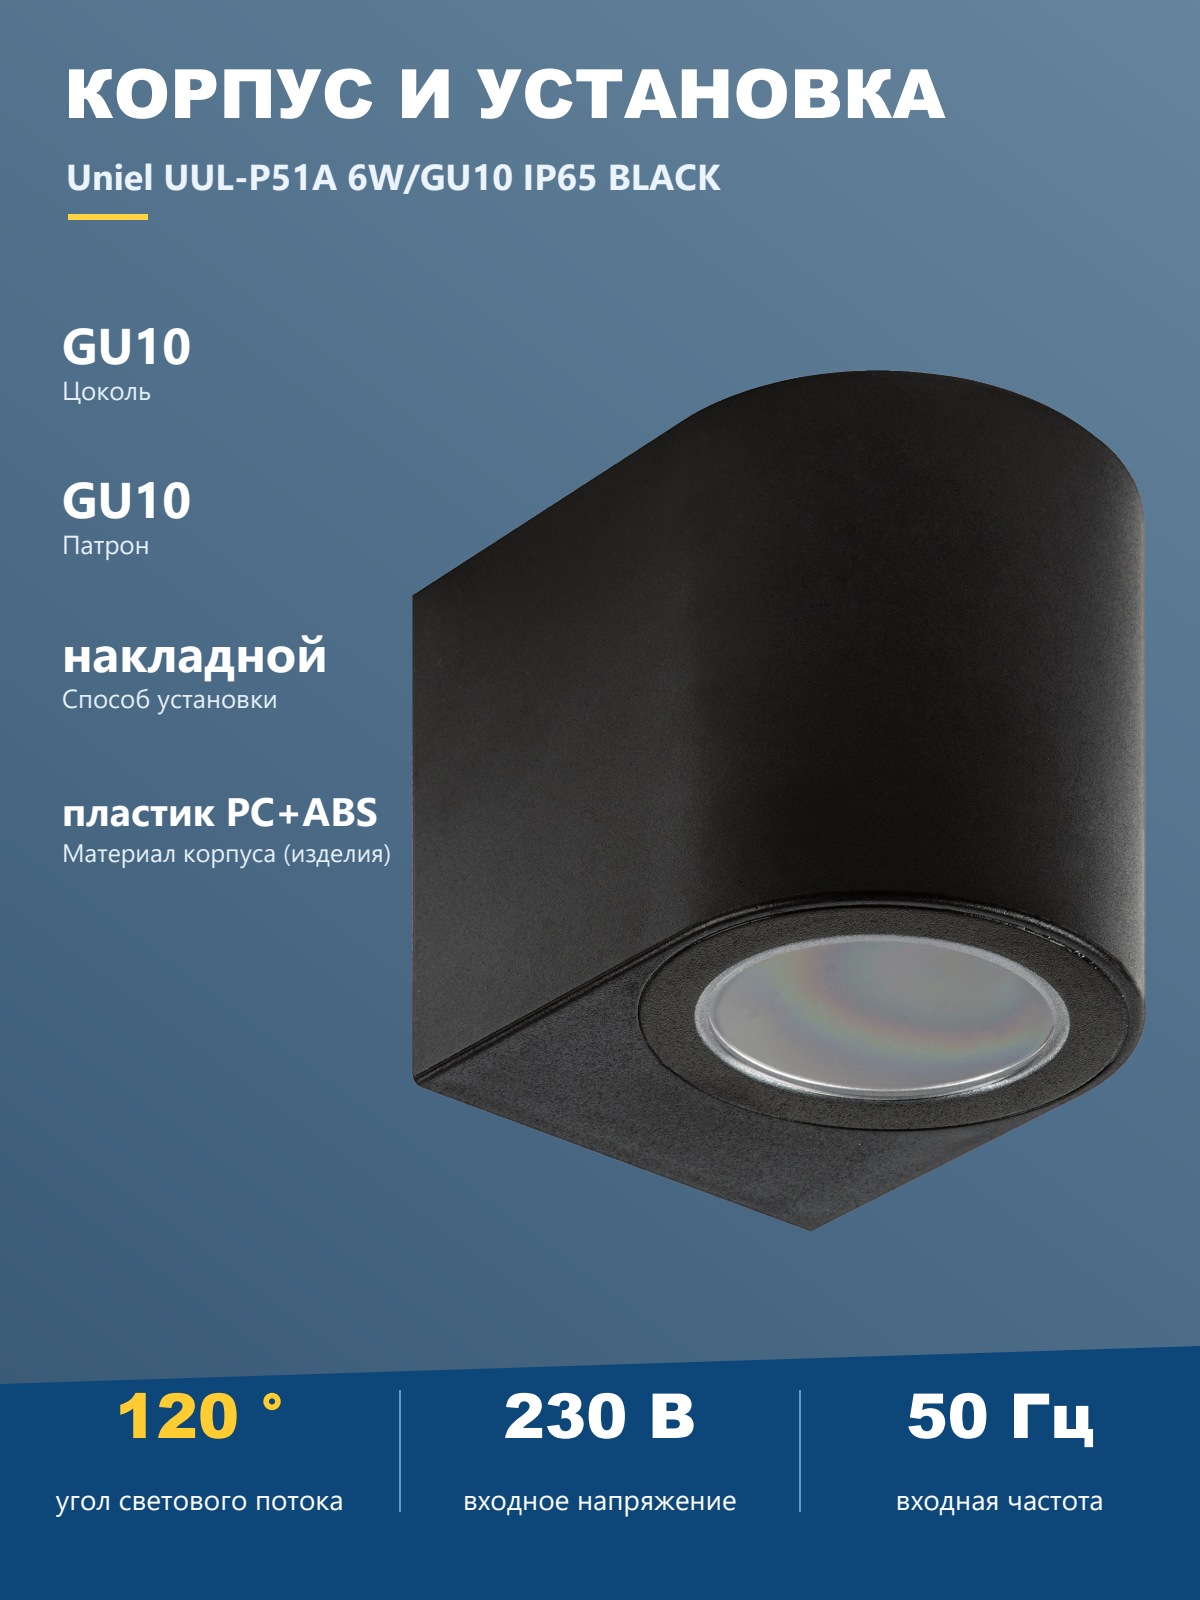 КОРПУС И УСТАНОВКА
Uniel UUL-P51A 6W/GU10 IP65 BLACK
GU10
Цоколь
GU10
Патрон
накладной
Способ установки
пластик PC+ABS
Материал корпуса (изделия)
120 °
угол светового потока
230 В
входное напряжение
50 Гц
входная частота